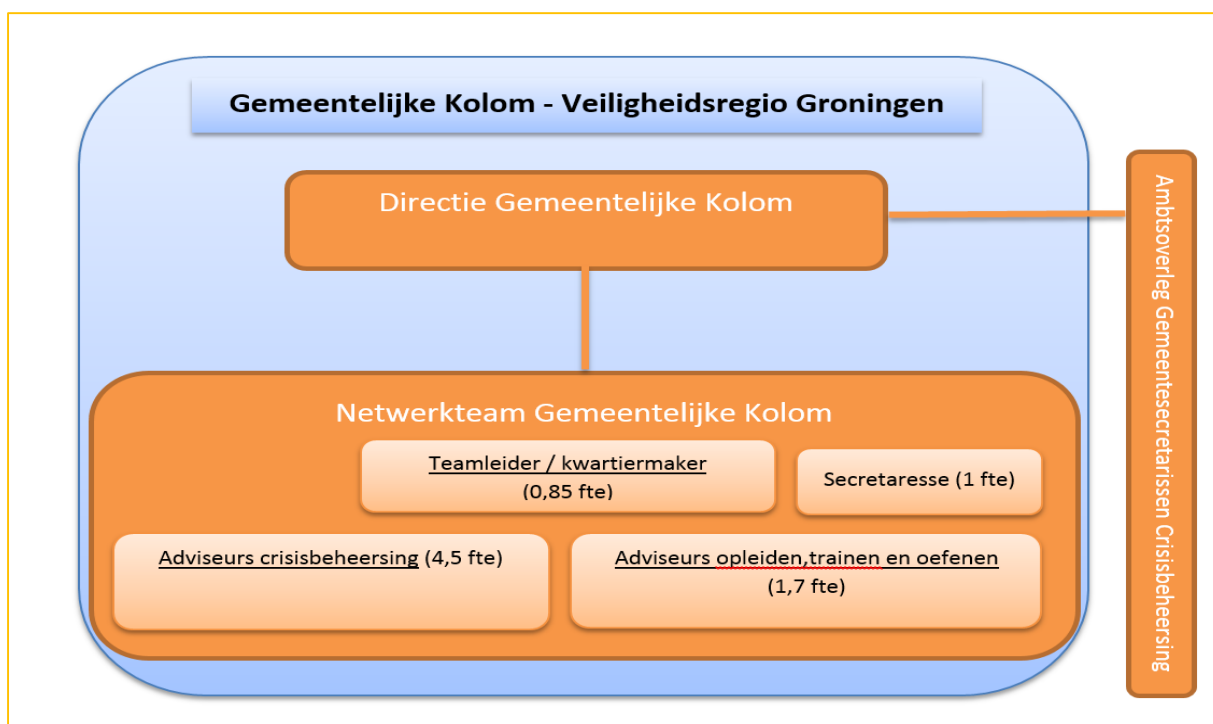 Gemeentelijke Kolom - Veiligheidsregio Groningen
Directie Gemeentelijke Kolom
Ambtsoverleg Gemeentesecretarissen Crisisbeheersing
Netwerkteam Gemeentelijke Kolom
Teamleider / kwartiermaker
(0,85 fte)
Secretaresse (1 fte)
Adviseurs crisisbeheersing (4,5 fte)
Adviseurs opleiden,trainen en oefenen
(1,7 fte)